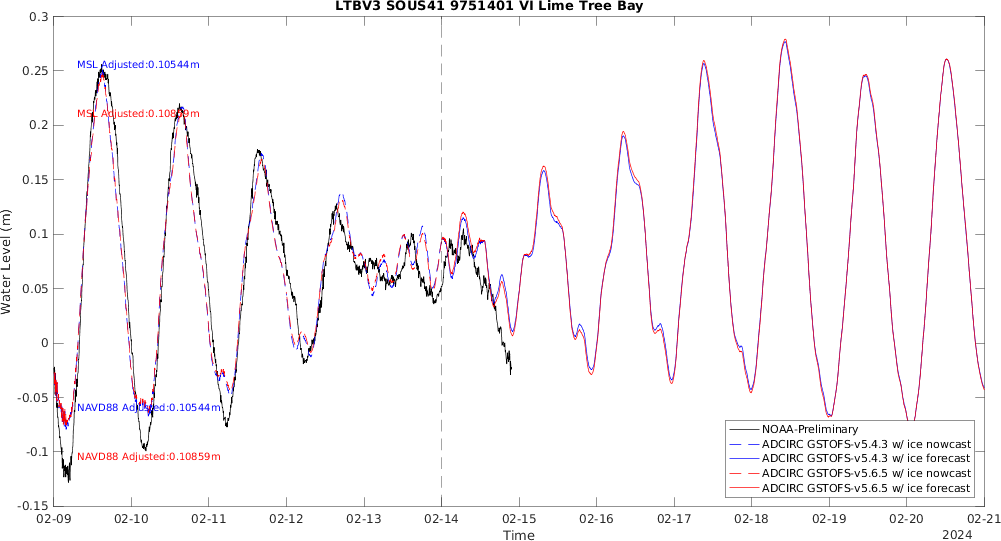 LTBV3 SOUS41 9751401 VI Lime Tree Bay
0.3
0.25
0.2
0.15
0.1
0.05
0
-0.05
-0.1
-0.15
Water Level (m)
MSL Adjusted:0.10544m
MSL Adjusted:0.10859m
NAVD88 Adjusted:0.10544m
NAVD88 Adjusted:0.10859m
NOAA-Preliminary
ADCIRC GSTOFS-v5.4.3 w/ ice nowcast
ADCIRC GSTOFS-v5.4.3 w/ ice forecast
ADCIRC GSTOFS-v5.6.5 w/ ice nowcast
ADCIRC GSTOFS-v5.6.5 w/ ice forecast
02-09 02-10 02-11 02-12 02-13 02-14 02-15 02-16 02-17 02-18 02-19 02-20 02-21
Time
2024